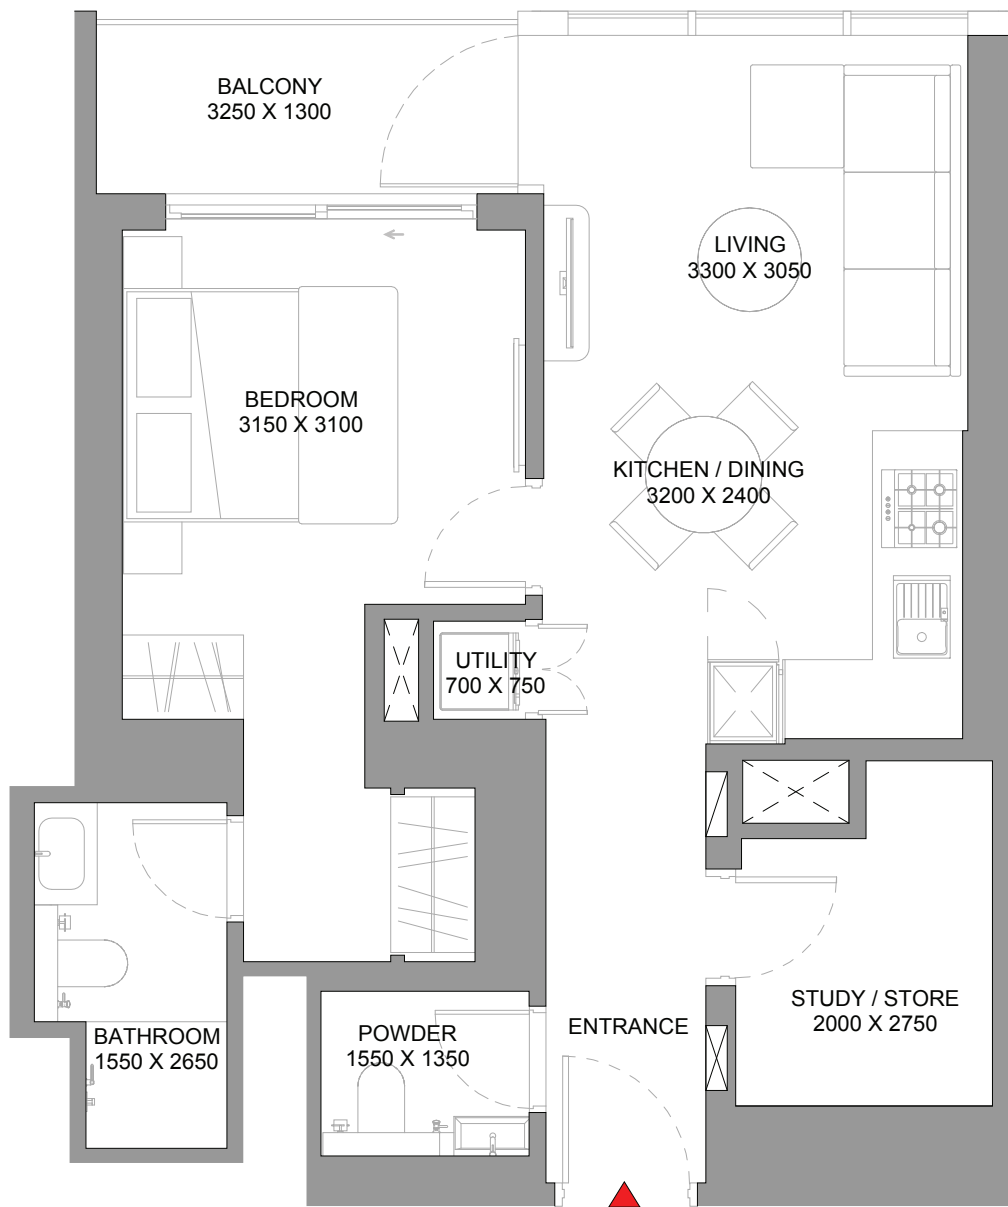 BALCONY
3250 X 1300
LIVING
3300 X 3050
BEDROOM
3150 X 3100
KITCHEN / DINING
3200 X 2400
UTILITY
700 X 750
STUDY / STORE
2000 X 2750
ENTRANCE
POWDER
1550 X 1350
BATHROOM
1550 X 2650